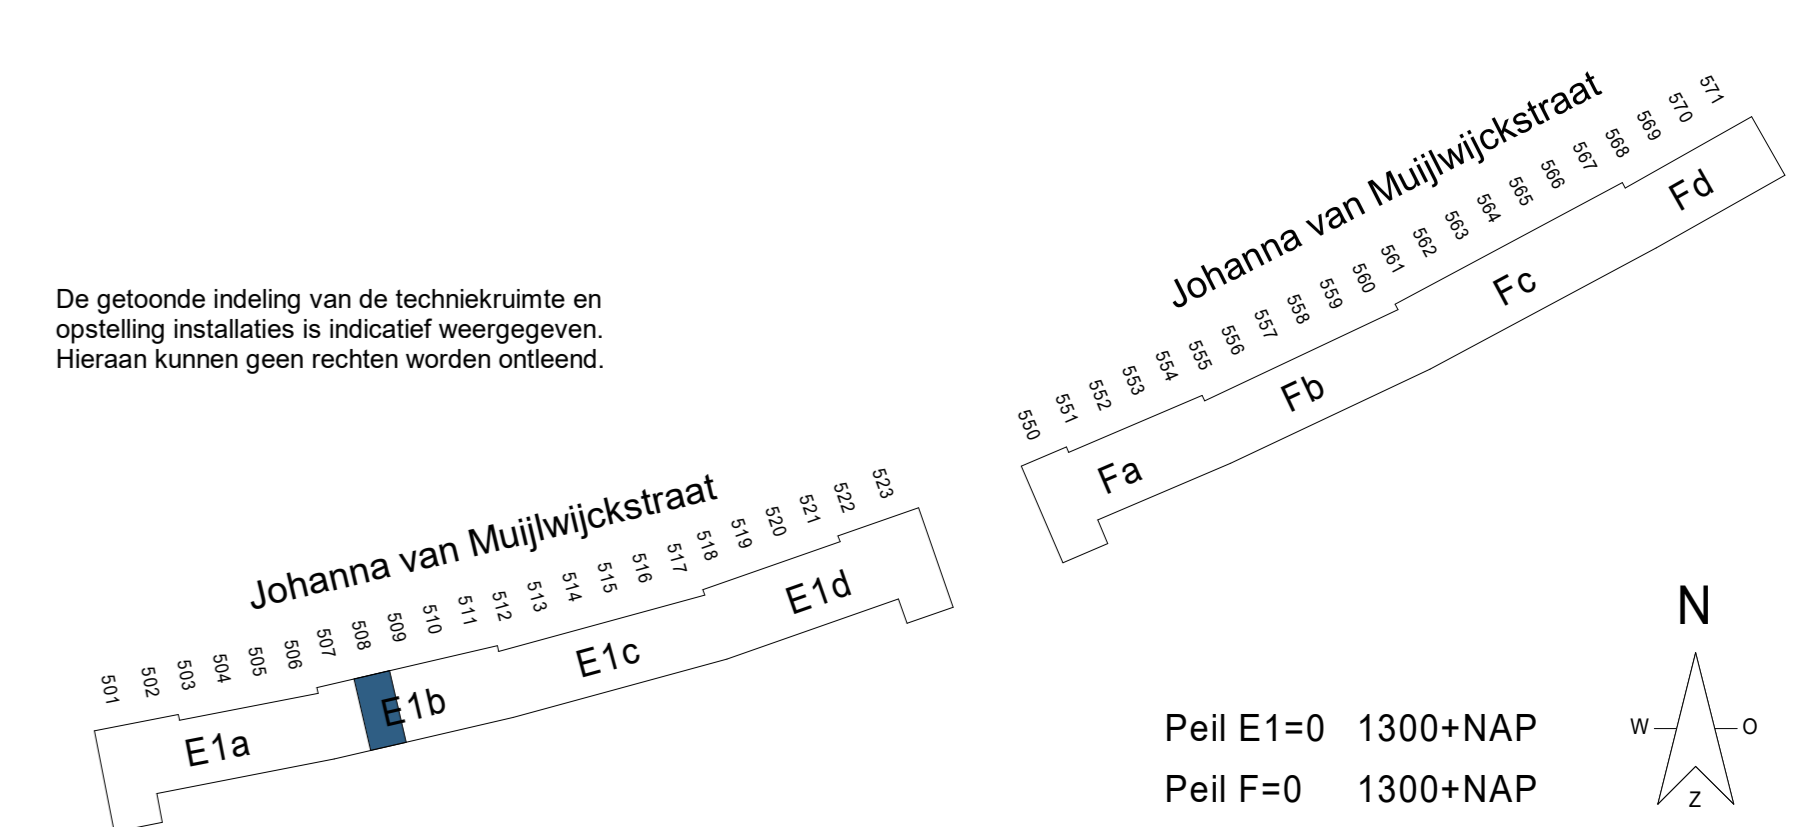 De getoonde indeling van de techniekruimte en
opstelling installaties is indicatief weergegeven.
Hieraan kunnen geen rechten worden ontleend.
Johanna van Muijlwijckstraat
501
502
503
504
505
506
507
508
509
510
511
512
513
514
515
516
517
518
519
520
521
522
523
E1a
E1b
E1c
E1d
Johanna van Muijlwijckstraat
550
551
552
553
554
555
556
557
558
559
560
561
562
563
564
565
566
567
568
569
570
571
Fa
Fb
Fc
Fd
Peil E1=0 1300+NAP
Peil F=0 1300+NAP
N
W
O
Z